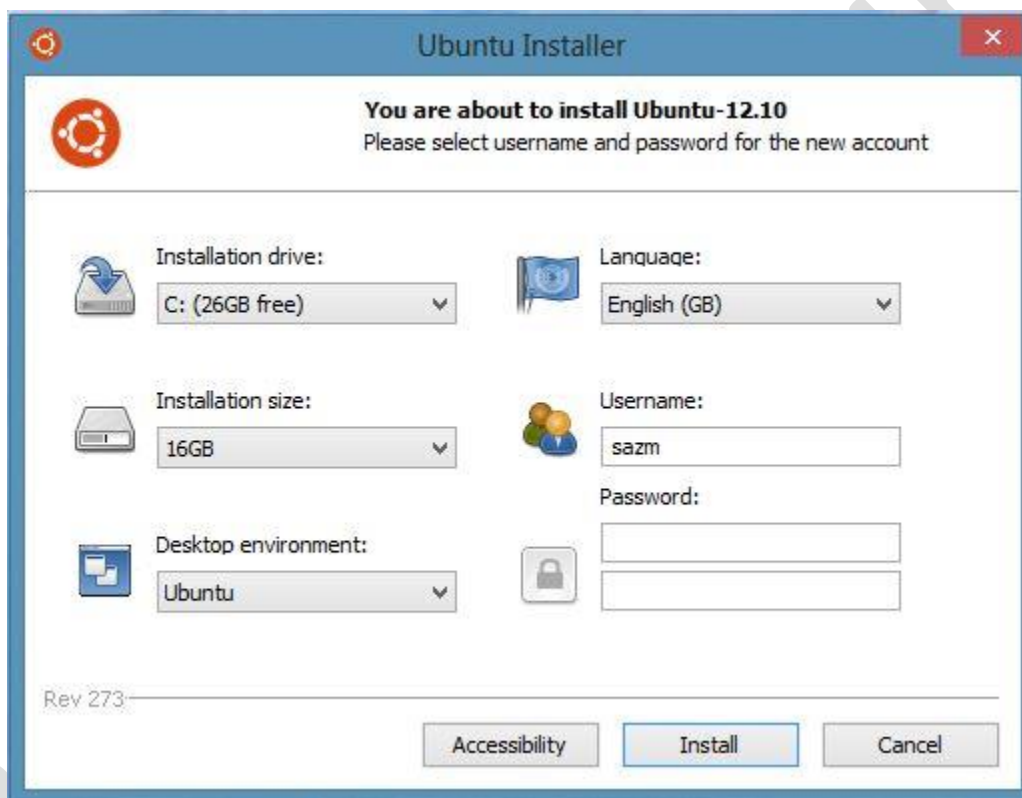 Ubuntu Installer
You are about to install Ubuntu-12.10
Please select username and password for the new account
Installation drive:
C: (26GB free)
Language:
English (GB)
Installation size:
16GB
Username:
sazm
Password:
Desktop environment:
Ubuntu
Rev 273
Accessibility
Install
Cancel